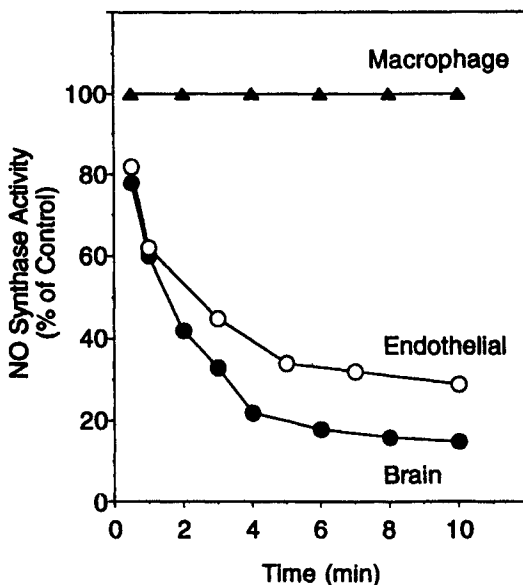 Macrophage
100
80
60
40
20
0
NO Synthase Activity
(% of Control)
Endothelial
Brain
0 2 4 6 8 10
Time (min)